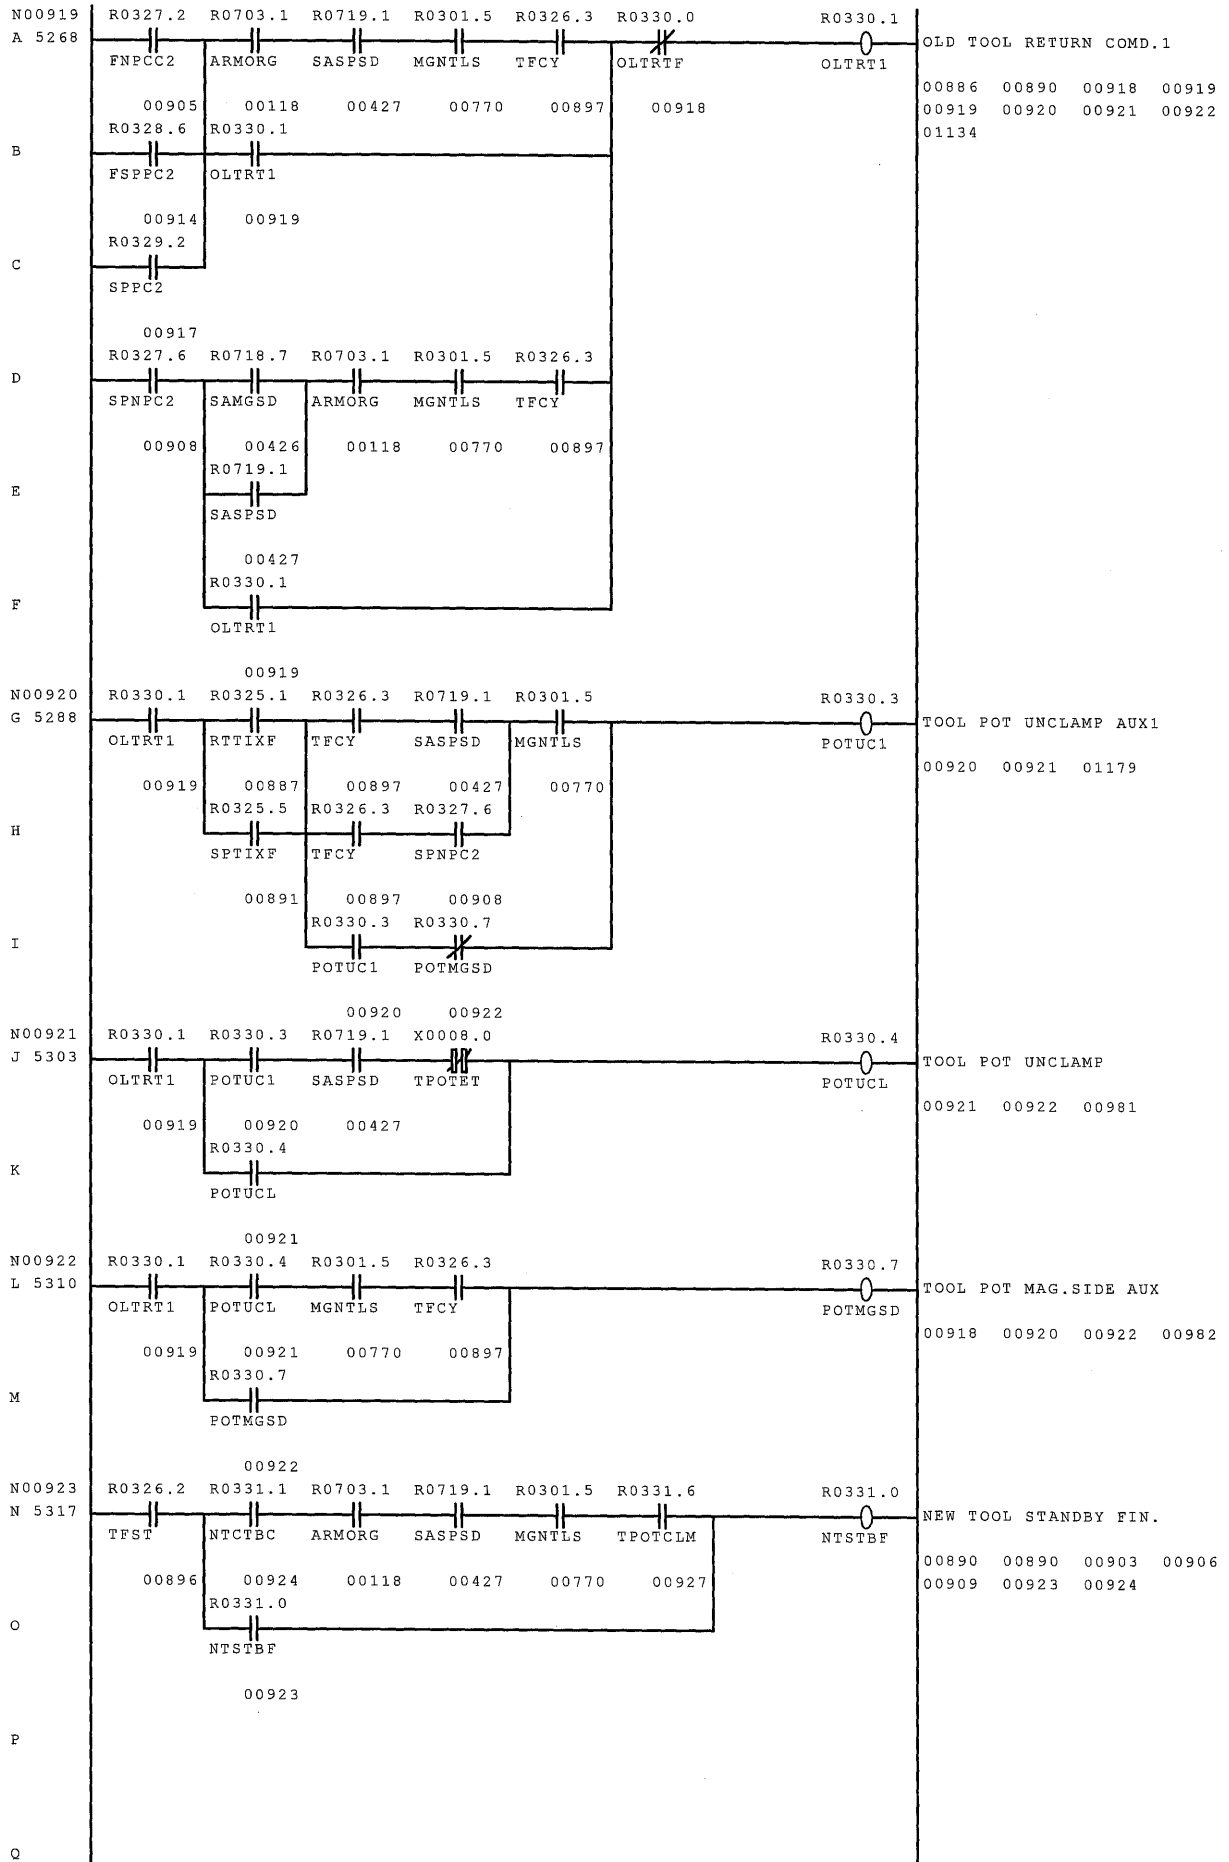 N00919 R0327.2 R0703.1 R0719.1 R0301.5 R0326.3 R0330.0 R0330.1
A 5268 OLD TOOL RETURN COMD.1
FNPCC2 ARMORG SASPSD MGNTLS TFCY OLTRTF OLTRT1
00886 00890 00918 00919
00905 00118 00427 00770 00897 00918 00919 00920 00921 00922
R0328.6 R0330.1 01134
B
FSPPC2 OLTRT1
00914 00919
R0329.2
C
SPPC2
00917
R0327.6 R0718.7 R0703.1 R0301.5 R0326.3
D
SPNPC2 SAMGSD ARMORG MGNTLS TFCY
00908 00426 00118 00770 00897
R0719.1
E
SASPSD
00427
R0330.1
F
OLTRT1
00919
N00920 R0330.1 R0325.1 R0326.3 R0719.1 R0301.5 R0330.3
G 5288 TOOL POT UNCLAMP AUX1
OLTRT1 RTTIXF TFCY SASPSD MGNTLS POTUC1
00920 00921 01179
00919 00887 00897 00427 00770
R0325.5 R0326.3 R0327.6
H
SPTIXF TFCY SPNPC2
00891 00897 00908
R0330.3 R0330.7
I
POTUC1 POTMGSD
00920 00922
N00921 R0330.1 R0330.3 R0719.1 X0008.0 R0330.4
J 5303 TOOL POT UNCLAMP
OLTRT1 POTUC1 SASPSD TPOTET POTUCL
00921 00922 00981
00919 00920 00427
R0330.4
K
POTUCL
00921
N00922 R0330.1 R0330.4 R0301.5 R0326.3 R0330.7
L 5310 TOOL POT MAG.SIDE AUX
OLTRT1 POTUCL MGNTLS TFCY POTMGSD
00918 00920 00922 00982
00919 00921 00770 00897
R0330.7
M
POTMGSD
00922
N00923 R0326.2 R0331.1 R0703.1 R0719.1 R0301.5 R0331.6 R0331.0
N 5317 NEW TOOL STANDBY FIN.
TFST NTCTBC ARMORG SASPSD MGNTLS TPOTCLM NTSTBF
00890 00890 00903 00906
00896 00924 00118 00427 00770 00927 00909 00923 00924
R0331.0
O
NTSTBF
00923
P
Q